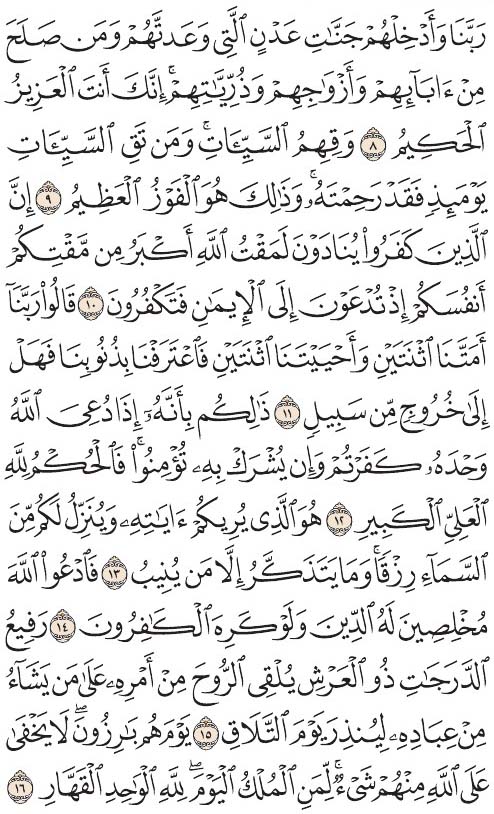 رَبَّنَا وَأَدْخِلْهُمْ جَنَّٰتِ عَدْنٍ ٱلَّتِى وَعَدتَّهُمْ وَمَن صَلَحَ
مِنْ ءَابَآئِهِمْ وَأَزْوَٰجِهِمْ وَذُرِّيَّٰتِهِمْ ۚ إِنَّكَ أَنتَ ٱلْعَزِيزُ
ٱلْحَكِيمُ ٨ وَقِهِمُ ٱلسَّيِّـَٔاتِ ۚ وَمَن تَقِ ٱلسَّيِّـَٔاتِ
يَوْمَئِذٍ فَقَدْ رَحِمْتَهُۥ ۚ وَذَٰلِكَ هُوَ ٱلْفَوْزُ ٱلْعَظِيمُ ٩ إِنَّ
ٱلَّذِينَ كَفَرُوا۟ يُنَادَوْنَ لَمَقْتُ ٱللَّهِ أَكْبَرُ مِن مَّقْتِكُمْ
أَنفُسَكُمْ إِذْ تُدْعَوْنَ إِلَى ٱلْإِيمَٰنِ فَتَكْفُرُونَ ١٠ قَالُوا۟ رَبَّنَآ
أَمَتَّنَا ٱثْنَتَيْنِ وَأَحْيَيْتَنَا ٱثْنَتَيْنِ فَٱعْتَرَفْنَا بِذُنُوبِنَا فَهَلْ
إِلَىٰ خُرُوجٍ مِّن سَبِيلٍ ١١ ذَٰلِكُم بِأَنَّهُۥٓ إِذَا دُعِىَ ٱللَّهُ
وَحْدَهُۥ كَفَرْتُمْ ۖ وَإِن يُشْرَكْ بِهِۦ تُؤْمِنُوا۟ ۚ فَٱلْحُكْمُ لِلَّهِ
ٱلْعَلِىِّ ٱلْكَبِيرِ ١٢ هُوَ ٱلَّذِى يُرِيكُمْ ءَايَٰتِهِۦ وَيُنَزِّلُ لَكُم مِّنَ
ٱلسَّمَآءِ رِزْقًا ۚ وَمَا يَتَذَكَّرُ إِلَّا مَن يُنِيبُ ١٣ فَٱدْعُوا۟ ٱللَّهَ
مُخْلِصِينَ لَهُ ٱلدِّينَ وَلَوْ كَرِهَ ٱلْكَٰفِرُونَ ١٤ رَفِيعُ
ٱلدَّرَجَٰتِ ذُو ٱلْعَرْشِ يُلْقِى ٱلرُّوحَ مِنْ أَمْرِهِۦ عَلَىٰ مَن يَشَآءُ
مِنْ عِبَادِهِۦ لِيُنذِرَ يَوْمَ ٱلتَّلَاقِ ١٥ يَوْمَ هُم بَٰرِزُونَ ۖ لَا يَخْفَىٰ
عَلَى ٱللَّهِ مِنْهُمْ شَىْءٌ ۚ لِّمَنِ ٱلْمُلْكُ ٱلْيَوْمَ ۖ لِلَّهِ ٱلْوَٰحِدِ ٱلْقَهَّارِ ١٦